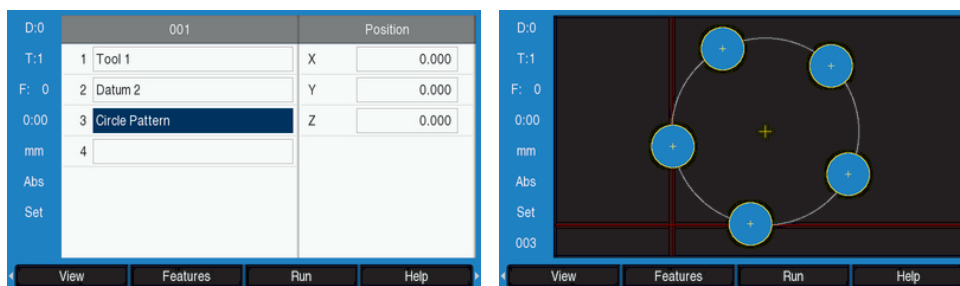 D:0
001
Position
T:1
1 Tool 1
X 0.000
F: 0
2 Datum 2
Y 0.000
0:00
3 Circle Pattern
Z 0.000
mm
4
Abs
Set
View Features Run Help
D:0
T:1
F: 0
0:00
mm
Abs
Set
003
View Features Run Help